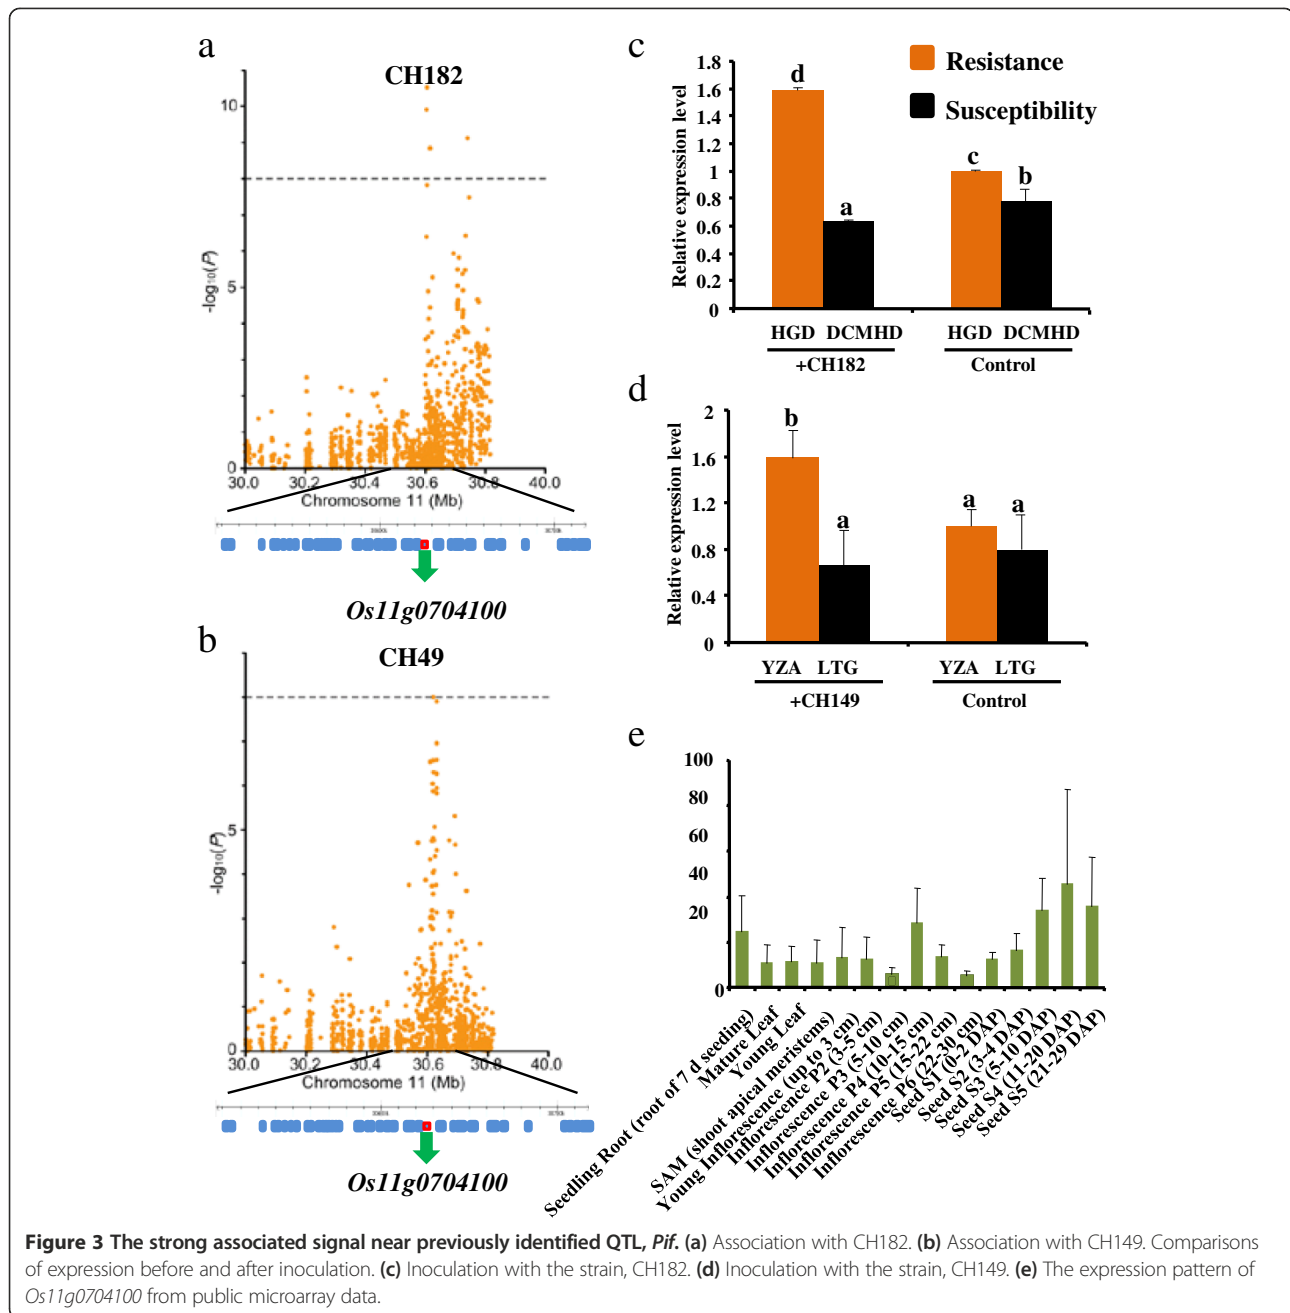 a
CH182
-log10(P)
10
5
0
30.0 30.2 30.4 30.6 30.8 40.0
Chromosome 11 (Mb)
Os11g0704100
b
CH49
-log10(P)
5
0
30.0 30.2 30.4 30.6 30.8 40.0
Chromosome 11 (Mb)
Os11g0704100
c
Resistance
Susceptibility
Relative expression level
1.8
1.6
1.4
1.2
1
0.8
0.6
0.4
0.2
0
d a c b
HGD DCMHD HGD DCMHD
+CH182 Control
d
Relative expression level
2
1.6
1.2
0.8
0.4
0
b a a a
YZA LTG YZA LTG
+CH149 Control
e
100
80
60
40
20
0
Seedling Root (root of 7 d seeding)
Mature Leaf
Young Leaf
SAM (shoot apical meristems)
Young Inflorescence (up to 3 cm)
Inflorescence P2 (3-5 cm)
Inflorescence P3 (5-10 cm)
Inflorescence P4 (10-15 cm)
Inflorescence P5 (15-22 cm)
Inflorescence P6 (22-30 cm)
Seed S1 (0-2 DAP)
Seed S2 (3-4 DAP)
Seed S3 (5-10 DAP)
Seed S4 (11-20 DAP)
Seed S5 (21-29 DAP)
Figure 3 The strong associated signal near previously identified QTL, Pif. (a) Association with CH182. (b) Association with CH149. Comparisons
of expression before and after inoculation. (c) Inoculation with the strain, CH182. (d) Inoculation with the strain, CH149. (e) The expression pattern of
Os11g0704100 from public microarray data.